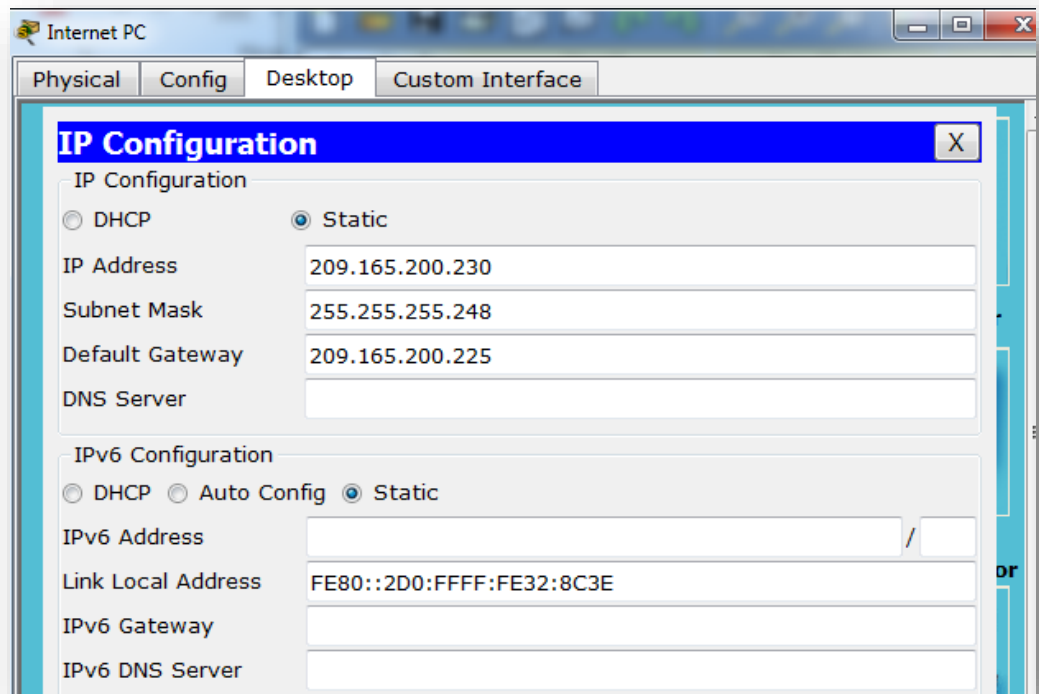 Internet PC
Physical Config Desktop Custom Interface
IP Configuration X
IP Configuration
DHCP Static
IP Address 209.165.200.230
Subnet Mask 255.255.255.248
Default Gateway 209.165.200.225
DNS Server
IPv6 Configuration
DHCP Auto Config Static
IPv6 Address /
Link Local Address FE80::2D0:FFFF:FE32:8C3E
IPv6 Gateway
IPv6 DNS Server